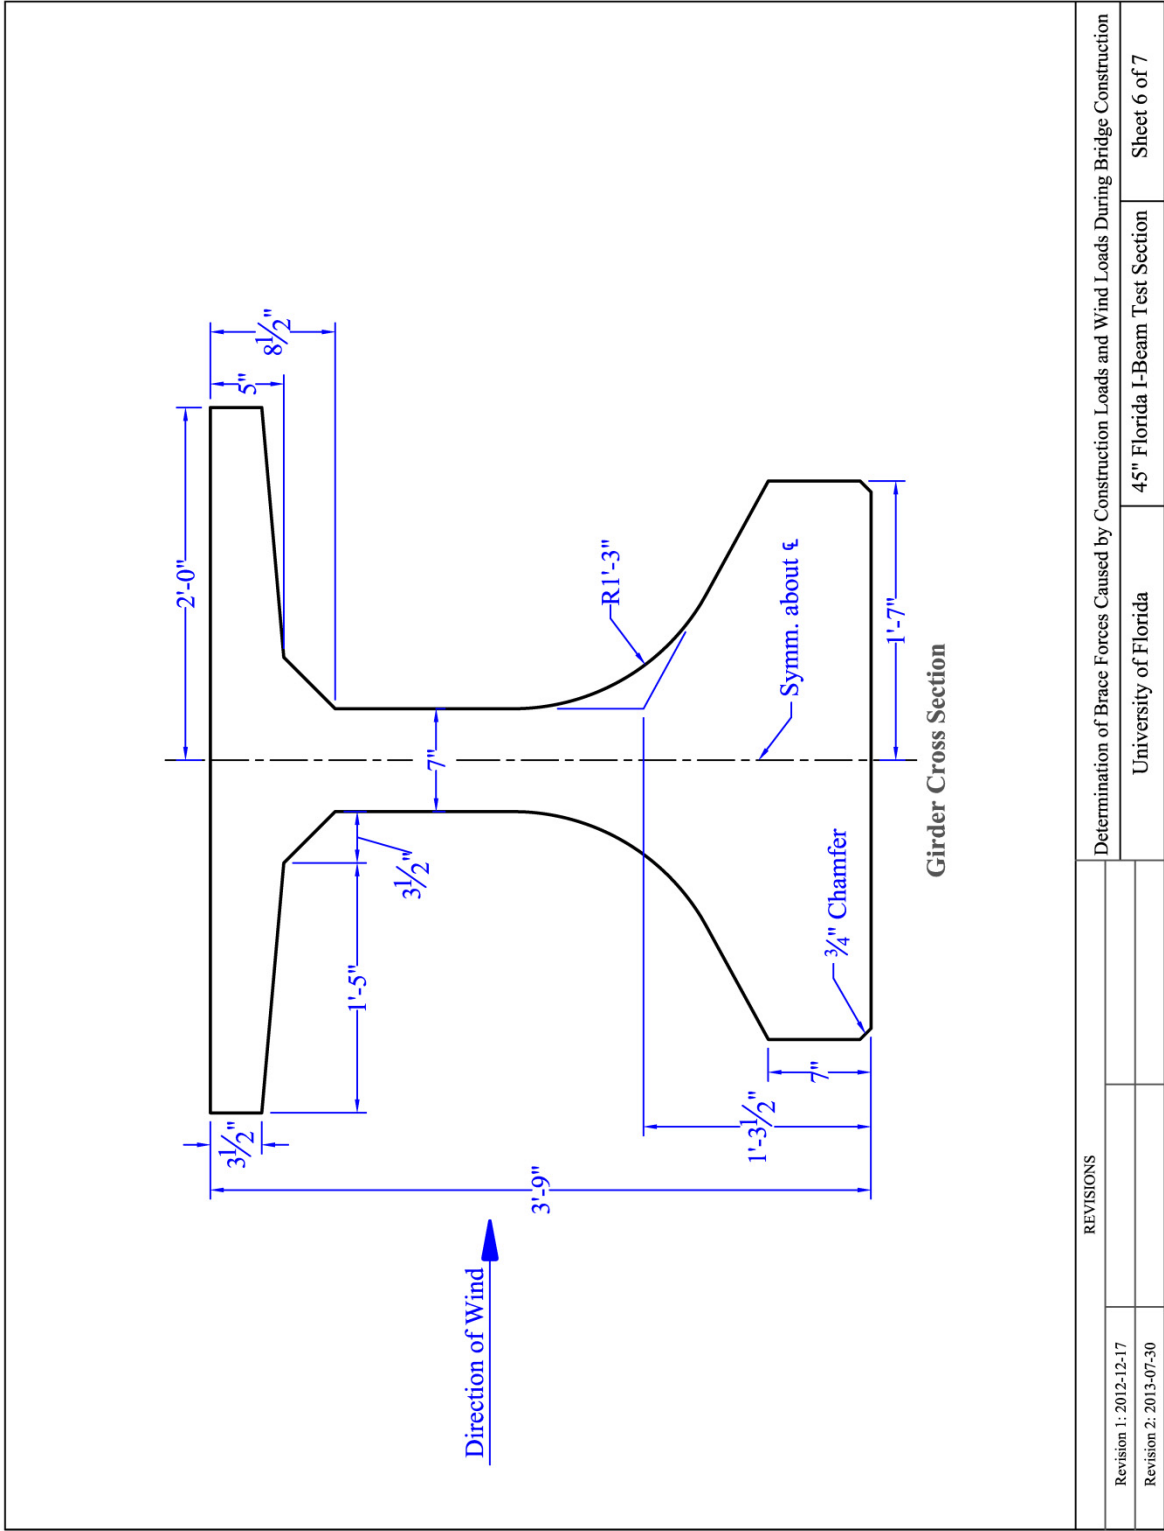 2'-0"
5"
8½"
3½"
1'-5"
3½"
7"
Direction of Wind
3'-9"
R1'-3"
Symm. about ℄
1'-3½"
7"
¾" Chamfer
1'-7"
Girder Cross Section
REVISIONS
Revision 1: 2012-12-17
Revision 2: 2013-07-30
Determination of Brace Forces Caused by Construction Loads and Wind Loads During Bridge Construction
University of Florida
45" Florida I-Beam Test Section
Sheet 6 of 7